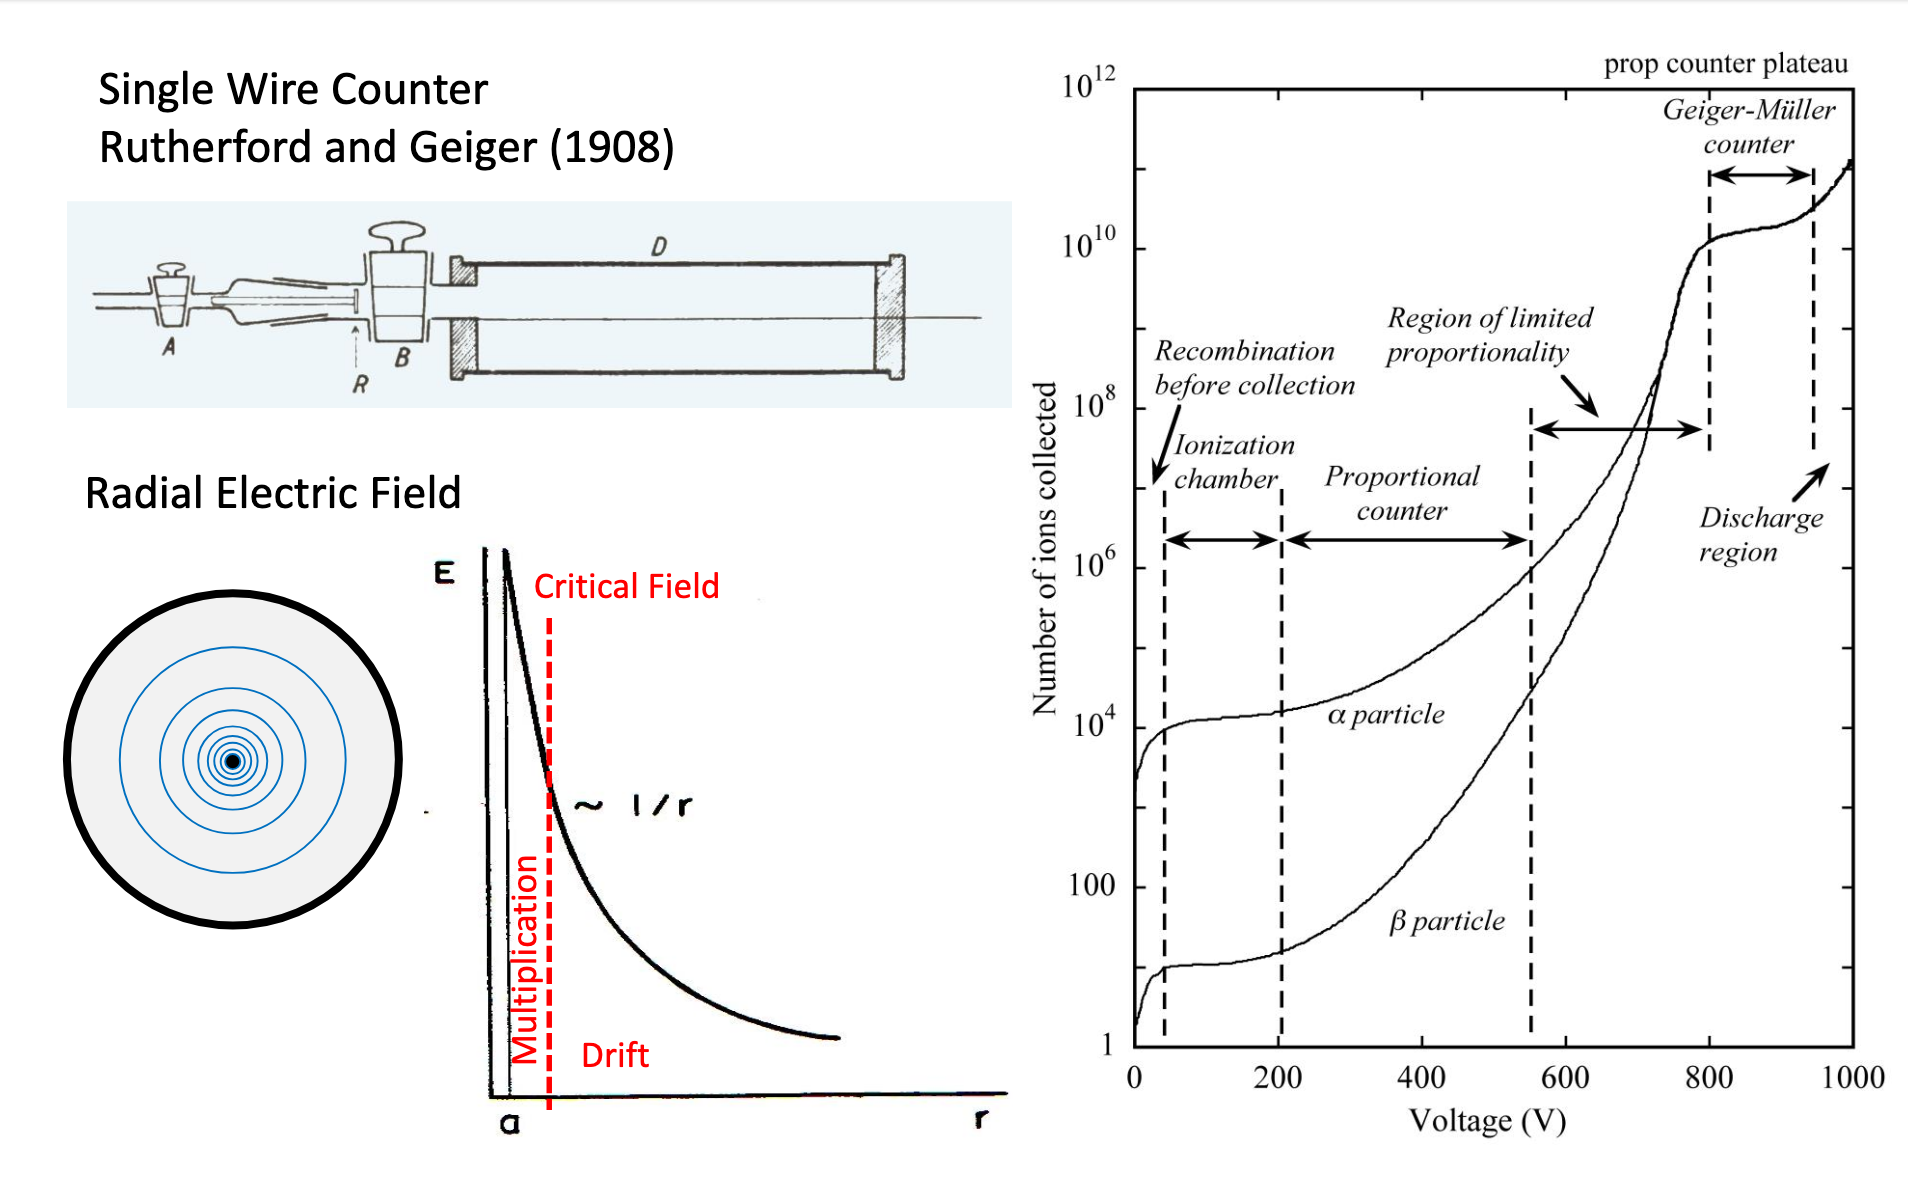 Single Wire Counter
Rutherford and Geiger (1908)
D
A
B
R
Radial Electric Field
E
Critical Field
~ 1/r
Multiplication
Drift
a
r
prop counter plateau
Geiger-Müller
counter
Region of limited
proportionality
Recombination
before collection
Ionization
chamber
Proportional
counter
Discharge
region
α particle
β particle
Number of ions collected
10^12
10^10
10^8
10^6
10^4
100
1
0 200 400 600 800 1000
Voltage (V)